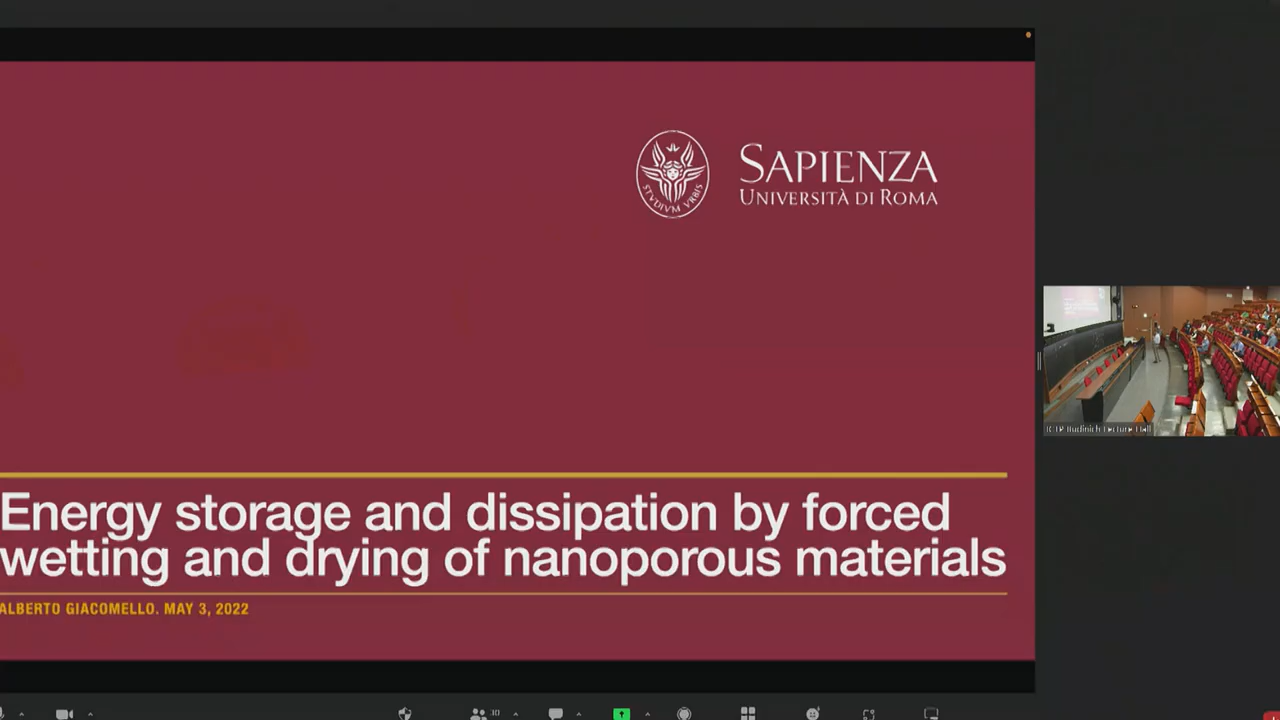 SAPIENZA
UNIVERSITÀ DI ROMA
STVDIVM VRBIS
Energy storage and dissipation by forced
wetting and drying of nanoporous materials
ALBERTO GIACOMELLO. MAY 3, 2022
ICTP Budinich Lecture Hall
30